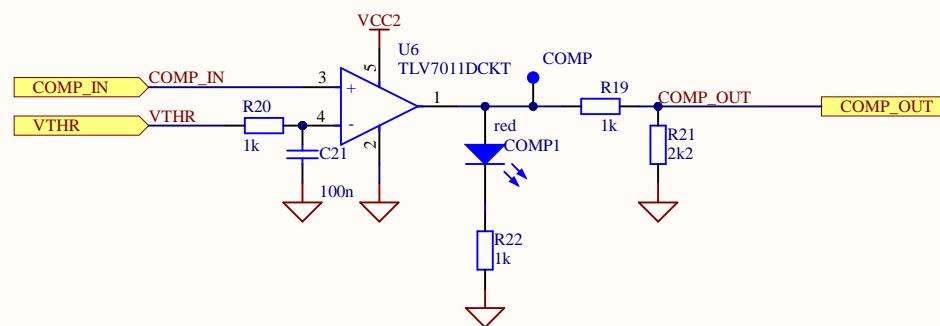 VCC2
U6
TLV7011DCKT
COMP
COMP_IN
COMP_IN
3
5
+
1
R19
COMP_OUT
COMP_OUT
VTHR
VTHR
R20
4
-
1k
C21
2
red
COMP1
1k
R21
2k2
100n
R22
1k